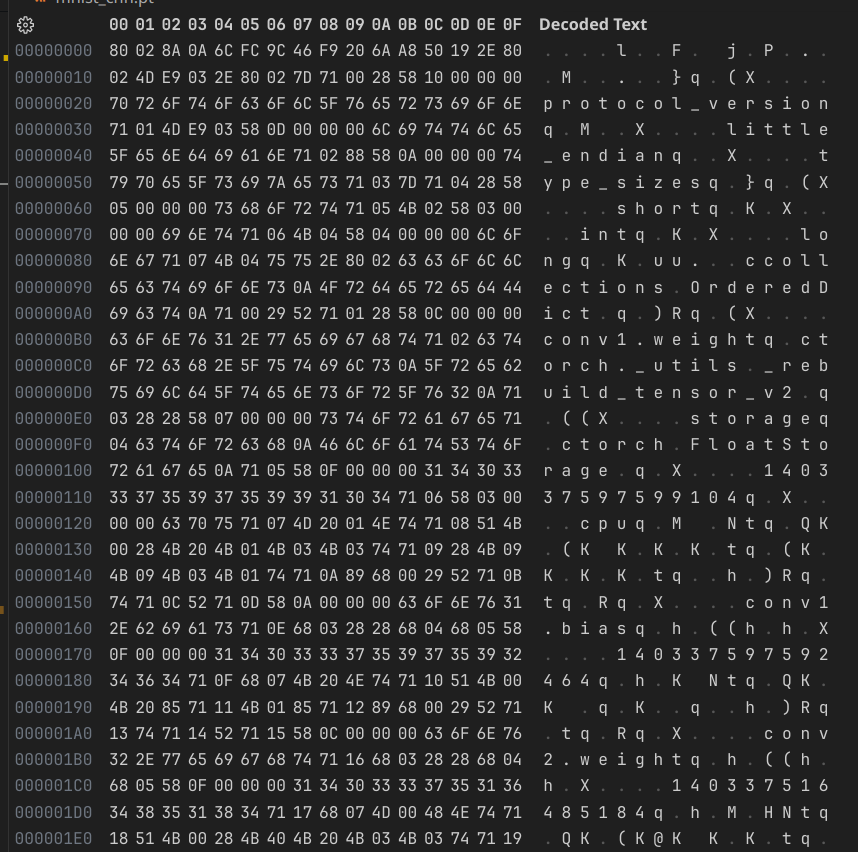 mnist_cnn.pt
00 01 02 03 04 05 06 07 08 09 0A 0B 0C 0D 0E 0F Decoded Text
00000000 80 02 8A 0A 6C FC 9C 46 F9 20 6A A8 50 19 2E 80 . . . . l . . F .   j . P . . .
00000010 02 4D E9 03 2E 80 02 7D 71 00 28 58 10 00 00 00 . M . . . . . } q . ( X . . . .
00000020 70 72 6F 74 6F 63 6F 6C 5F 76 65 72 73 69 6F 6E p r o t o c o l _ v e r s i o n
00000030 71 01 4D E9 03 58 0D 00 00 00 6C 69 74 74 6C 65 q . M . . X . . . . l i t t l e
00000040 5F 65 6E 64 69 61 6E 71 02 88 58 0A 00 00 00 74 _ e n d i a n q . . X . . . . t
00000050 79 70 65 5F 73 69 7A 65 73 71 03 7D 71 04 28 58 y p e _ s i z e s q . } q . ( X
00000060 05 00 00 00 73 68 6F 72 74 71 05 4B 02 58 03 00 . . . . s h o r t q . K . X . .
00000070 00 00 69 6E 74 71 06 4B 04 58 04 00 00 00 6C 6F . . i n t q . K . X . . . . l o
00000080 6E 67 71 07 4B 04 75 75 2E 80 02 63 63 6F 6C 6C n g q . K . u u . . . c c o l l
00000090 65 63 74 69 6F 6E 73 0A 4F 72 64 65 72 65 64 44 e c t i o n s . O r d e r e d D
000000A0 69 63 74 0A 71 00 29 52 71 01 28 58 0C 00 00 00 i c t . q . ) R q . ( X . . . .
000000B0 63 6F 6E 76 31 2E 77 65 69 67 68 74 71 02 63 74 c o n v 1 . w e i g h t q . c t
000000C0 6F 72 63 68 2E 5F 75 74 69 6C 73 0A 5F 72 65 62 o r c h . _ u t i l s . _ r e b
000000D0 75 69 6C 64 5F 74 65 6E 73 6F 72 5F 76 32 0A 71 u i l d _ t e n s o r _ v 2 . q
000000E0 03 28 28 58 07 00 00 00 73 74 6F 72 61 67 65 71 . ( ( X . . . . s t o r a g e q
000000F0 04 63 74 6F 72 63 68 0A 46 6C 6F 61 74 53 74 6F . c t o r c h . F l o a t S t o
00000100 72 61 67 65 0A 71 05 58 0F 00 00 00 31 34 30 33 r a g e . q . X . . . . 1 4 0 3
00000110 33 37 35 39 37 35 39 39 31 30 34 71 06 58 03 00 3 7 5 9 7 5 9 9 1 0 4 q . X . .
00000120 00 00 63 70 75 71 07 4D 20 01 4E 74 71 08 51 4B . . c p u q . M   . N t q . Q K
00000130 00 28 4B 20 4B 01 4B 03 4B 03 74 71 09 28 4B 09 . ( K   K . K . K . t q . ( K .
00000140 4B 09 4B 03 4B 01 74 71 0A 89 68 00 29 52 71 0B K . K . K . t q . . h . ) R q .
00000150 74 71 0C 52 71 0D 58 0A 00 00 00 63 6F 6E 76 31 t q . R q . X . . . . c o n v 1
00000160 2E 62 69 61 73 71 0E 68 03 28 28 68 04 68 05 58 . b i a s q . h . ( ( h . h . X
00000170 0F 00 00 00 31 34 30 33 33 37 35 39 37 35 39 32 . . . . 1 4 0 3 3 7 5 9 7 5 9 2
00000180 34 36 34 71 0F 68 07 4B 20 4E 74 71 10 51 4B 00 4 6 4 q . h . K   N t q . Q K .
00000190 4B 20 85 71 11 4B 01 85 71 12 89 68 00 29 52 71 K   . q . K . . q . . h . ) R q
000001A0 13 74 71 14 52 71 15 58 0C 00 00 00 63 6F 6E 76 . t q . R q . X . . . . c o n v
000001B0 32 2E 77 65 69 67 68 74 71 16 68 03 28 28 68 04 2 . w e i g h t q . h . ( ( h .
000001C0 68 05 58 0F 00 00 00 31 34 30 33 33 37 35 31 36 h . X . . . . 1 4 0 3 3 7 5 1 6
000001D0 34 38 35 31 38 34 71 17 68 07 4D 00 48 4E 74 71 4 8 5 1 8 4 q . h . M . H N t q
000001E0 18 51 4B 00 28 4B 40 4B 20 4B 03 4B 03 74 71 19 . Q K . ( K @ K   K . K . t q .